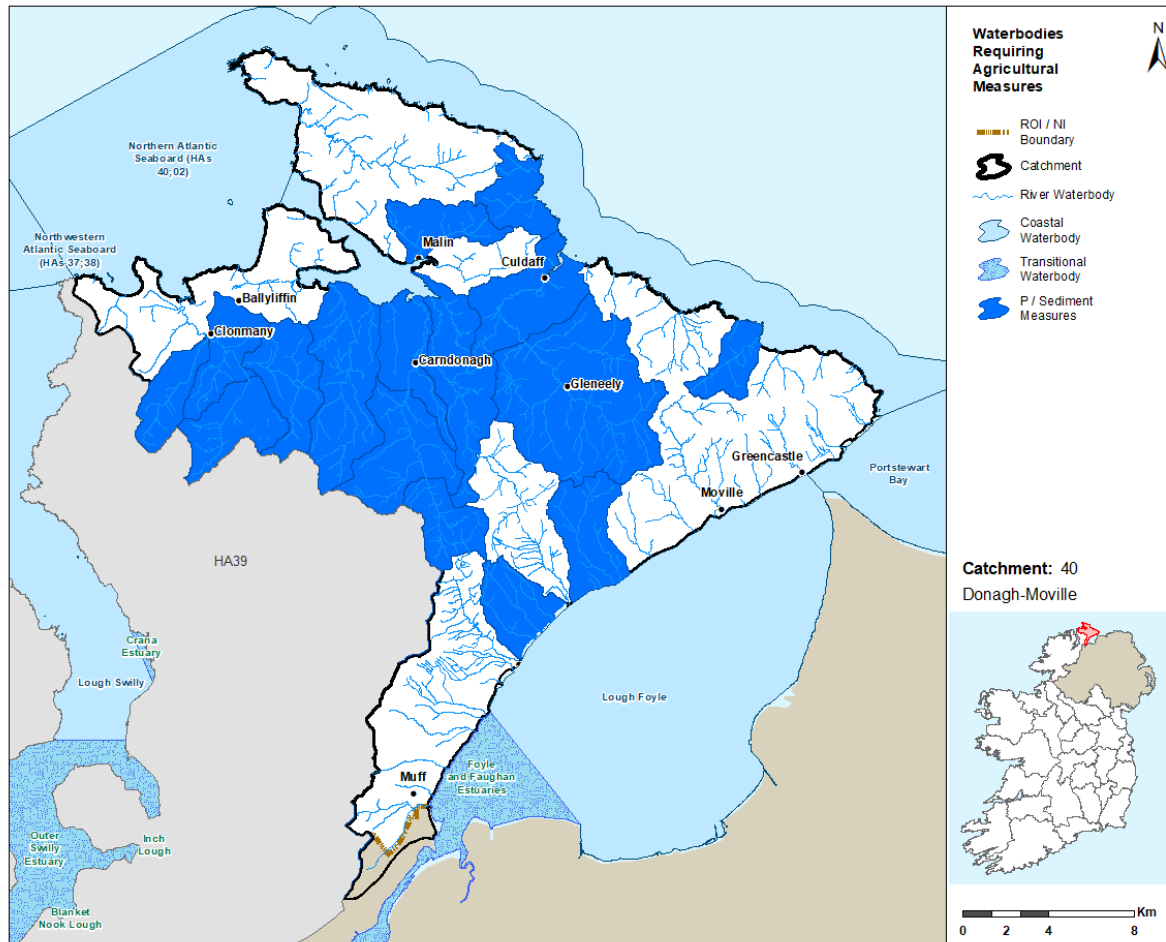 Northern Atlantic
Seaboard (HAs
40;02)
Northwestern
Atlantic Seaboard
(HAs 37;38)
Malin
Culdaff
Ballyliffin
Clonmany
Carndonagh
Gleneely
Greencastle
Moville
Portstewart
Bay
HA39
Crana
Estuary
Lough Swilly
Lough Foyle
Muff
Foyle
and Faughan
Estuaries
Inch
Lough
Outer
Swilly
Estuary
Blanket
Nook Lough
Waterbodies
Requiring
Agricultural
Measures
N
ROI / NI
Boundary
Catchment
River Waterbody
Coastal
Waterbody
Transitional
Waterbody
P / Sediment
Measures
Catchment: 40
Donagh-Moville
Km
0 2 4 8